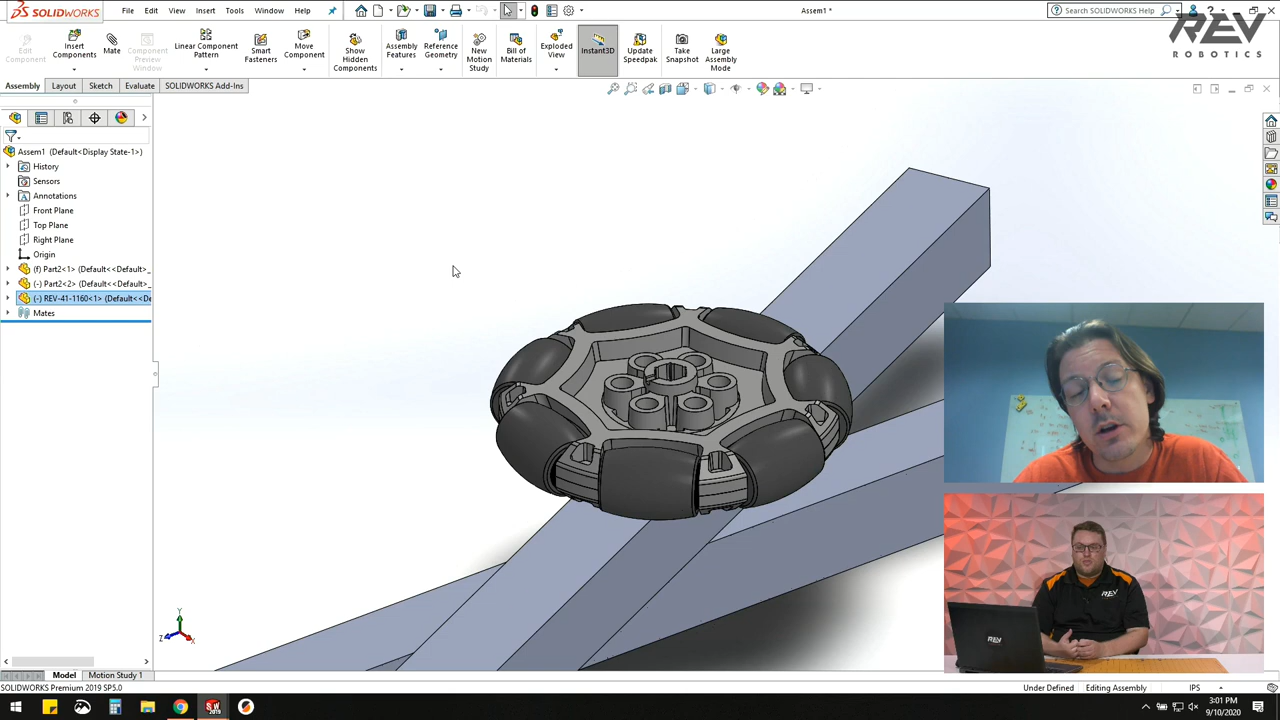 SOLIDWORKS
File
Edit
View
Insert
Tools
Window
Help
Assem1 *
Search SOLIDWORKS Help
REV
ROBOTICS
Edit
Component
Insert
Components
Mate
Component
Preview
Window
Linear Component
Pattern
Smart
Fasteners
Move
Component
Show
Hidden
Components
Assembly
Features
Reference
Geometry
New
Motion
Study
Bill of
Materials
Exploded
View
Instant3D
Update
Speedpak
Take
Snapshot
Large
Assembly
Mode
Assembly
Layout
Sketch
Evaluate
SOLIDWORKS Add-Ins
Assem1 (Default<Display State-1>)
History
Sensors
Annotations
Front Plane
Top Plane
Right Plane
Origin
(f) Part2<1> (Default<<Default>_
(-) Part2<2> (Default<<Default>_
(-) REV-41-1160<1> (Default<<De
Mates
Y
Z
X
REV
REV
Model
Motion Study 1
SOLIDWORKS Premium 2019 SP5.0
Under Defined
Editing Assembly
IPS
3:01 PM
9/10/2020